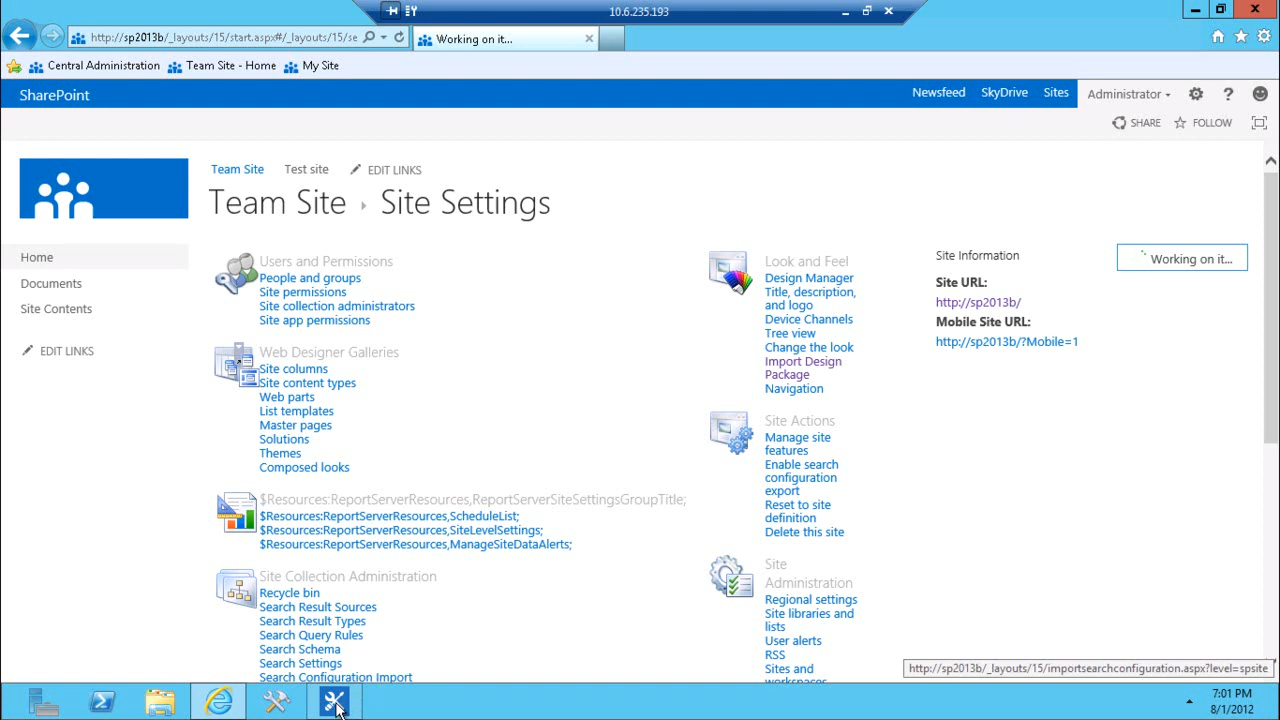 10.6.235.193
http://sp2013b/_layouts/15/start.aspx#/_layouts/15/se
Working on it...
Central Administration
Team Site - Home
My Site
SharePoint
Newsfeed
SkyDrive
Sites
Administrator
?
SHARE
FOLLOW
Team Site
Test site
EDIT LINKS
Team Site
Site Settings
Home
Documents
Site Contents
EDIT LINKS
Users and Permissions
People and groups
Site permissions
Site collection administrators
Site app permissions
Web Designer Galleries
Site columns
Site content types
Web parts
List templates
Master pages
Solutions
Themes
Composed looks
$Resources:ReportServerResources,ReportServerSiteSettingsGroupTitle;
$Resources:ReportServerResources,ScheduleList;
$Resources:ReportServerResources,SiteLevelSettings;
$Resources:ReportServerResources,ManageSiteDataAlerts;
Site Collection Administration
Recycle bin
Search Result Sources
Search Result Types
Search Query Rules
Search Schema
Search Settings
Search Configuration Import
Look and Feel
Design Manager
Title, description,
and logo
Device Channels
Tree view
Change the look
Import Design
Package
Navigation
Site Actions
Manage site
features
Enable search
configuration
export
Reset to site
definition
Delete this site
Site
Administration
Regional settings
Site libraries and
lists
User alerts
RSS
Sites and
workspaces
Site Information
Site URL:
http://sp2013b/
Mobile Site URL:
http://sp2013b/?Mobile=1
Working on it...
http://sp2013b/_layouts/15/importsearchconfiguration.aspx?level=spsite
7:01 PM
8/1/2012